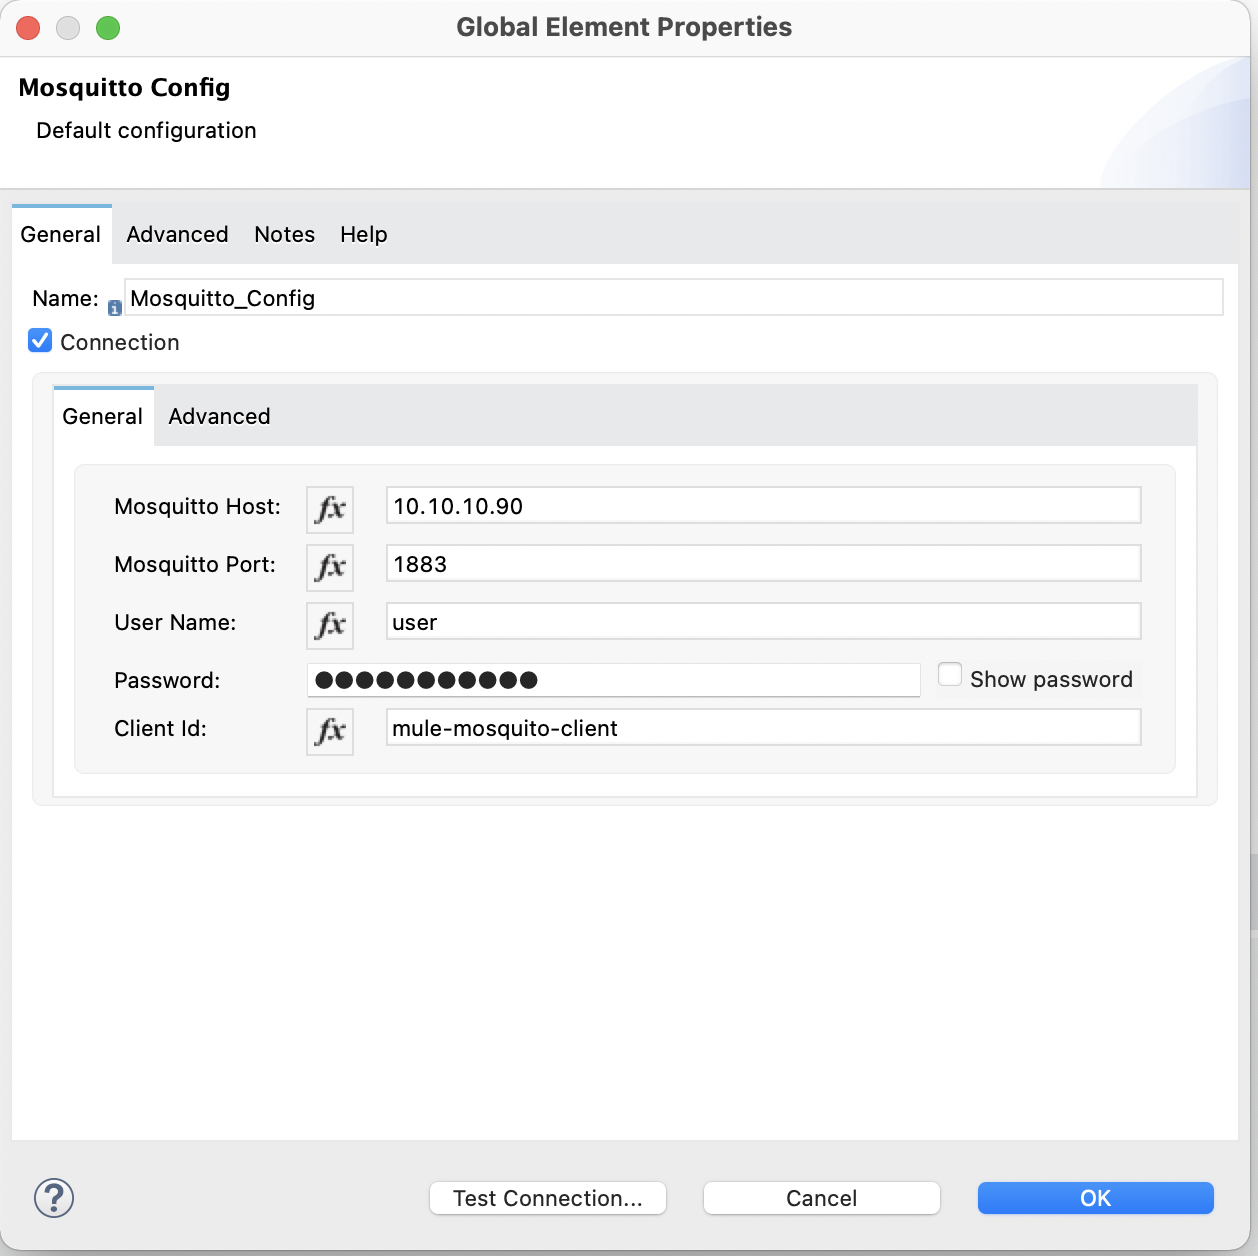 Global Element Properties
Mosquitto Config
Default configuration
General Advanced Notes Help
Name: Mosquitto_Config
Connection
General Advanced
Mosquitto Host: fx 10.10.10.90
Mosquitto Port: fx 1883
User Name: fx user
Password: ●●●●●●●●●●● Show password
Client Id: fx mule-mosquito-client
? Test Connection... Cancel OK